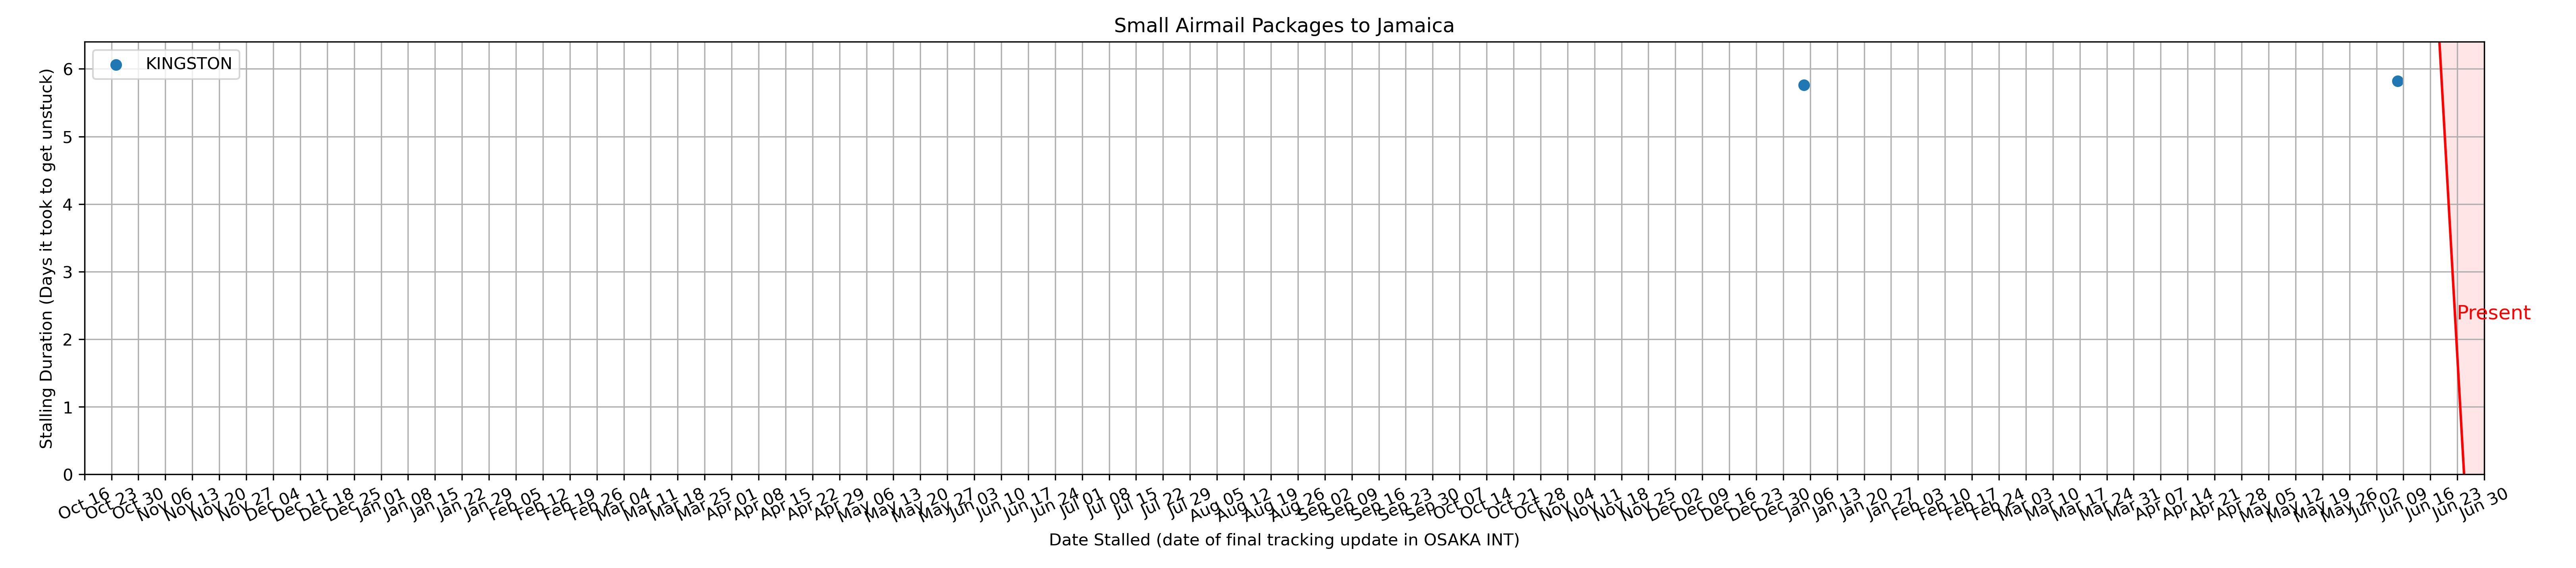 Small Airmail Packages to Jamaica
KINGSTON
Stalling Duration (Days it took to get unstuck)
6
5
4
3
2
1
0
Present
Oct 16 Oct 23 Oct 30 Nov 06 Nov 13 Nov 20 Nov 27 Dec 04 Dec 11 Dec 18 Dec 25 Jan 01 Jan 08 Jan 15 Jan 22 Jan 29 Feb 05 Feb 12 Feb 19 Feb 26 Mar 04 Mar 11 Mar 18 Mar 25 Apr 01 Apr 08 Apr 15 Apr 22 Apr 29 May 06 May 13 May 20 May 27 Jun 03 Jun 10 Jun 17 Jun 24 Jul 01 Jul 08 Jul 15 Jul 22 Jul 29 Aug 05 Aug 12 Aug 19 Aug 26 Sep 02 Sep 09 Sep 16 Sep 23 Sep 30 Oct 07 Oct 14 Oct 21 Oct 28 Nov 04 Nov 11 Nov 18 Nov 25 Dec 02 Dec 09 Dec 16 Dec 23 Dec 30 Jan 06 Jan 13 Jan 20 Jan 27 Feb 03 Feb 10 Feb 17 Feb 24 Mar 03 Mar 10 Mar 17 Mar 24 Mar 31 Apr 07 Apr 14 Apr 21 Apr 28 May 05 May 12 May 19 May 26 Jun 02 Jun 09 Jun 16 Jun 23 Jun 30
Date Stalled (date of final tracking update in OSAKA INT)